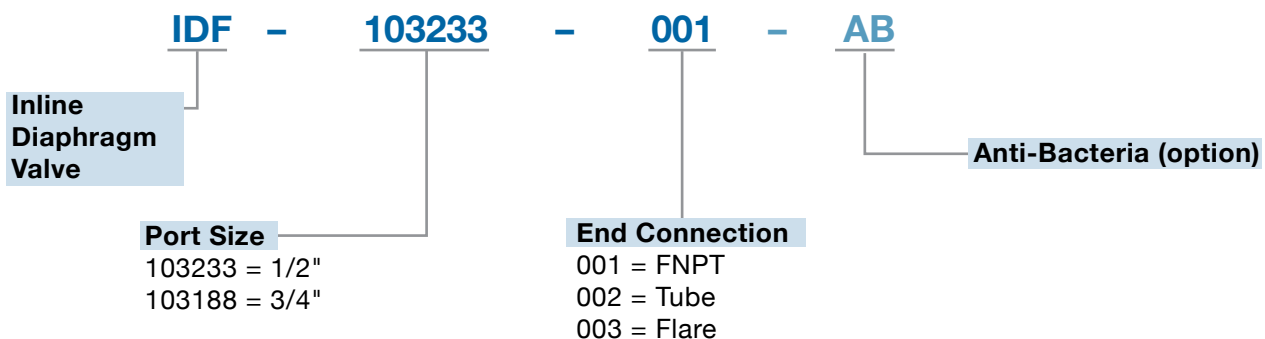 IDF – 103233 – 001 – AB
Inline
Diaphragm
Valve
Anti-Bacteria (option)
Port Size
103233 = 1/2"
103188 = 3/4"
End Connection
001 = FNPT
002 = Tube
003 = Flare